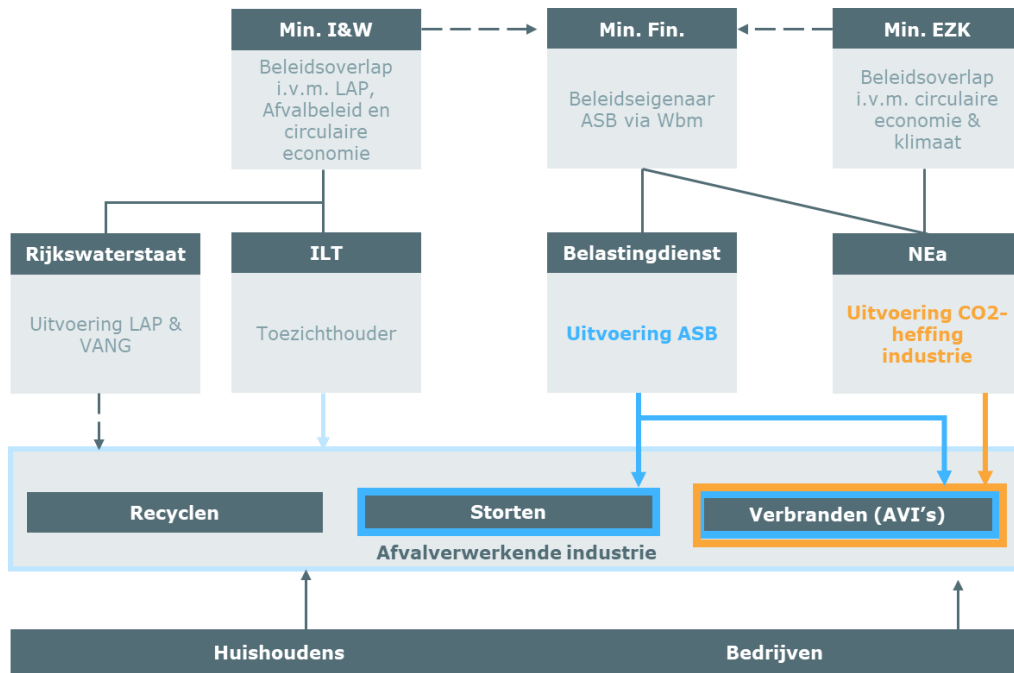 Min. I&W
Min. Fin.
Min. EZK
Beleidsoverlap
i.v.m. LAP,
Afvalbeleid en
circulaire
economie
Beleidseigenaar
ASB via Wbm
Beleidsoverlap
i.v.m. circulaire
economie &
klimaat
Rijkswaterstaat
ILT
Belastingdienst
NEa
Uitvoering LAP &
VANG
Toezichthouder
Uitvoering ASB
Uitvoering CO2-
heffing
industrie
Recyclen
Storten
Verbranden (AVI's)
Afvalverwerkende industrie
Huishoudens
Bedrijven